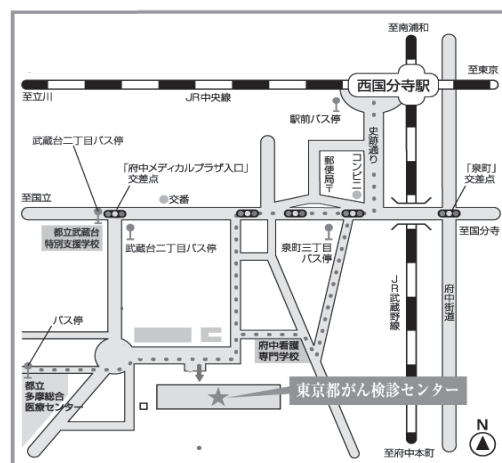 至南浦和
至東京
西国分寺駅
至立川
JR中央線
駅前バス停
史跡通り
武蔵台二丁目バス停
「府中メディカルプラザ入口」
交差点
郵便局〒
コンビニ
「泉町」
交差点
至国立
交番
至国分寺
都立武蔵台
特別支援学校
武蔵台二丁目バス停
泉町三丁目
バス停
JR武蔵野線
府中街道
バス停
府中看護
専門学校
都立
多摩総合
医療センター
東京都がん検診センター
N
至府中本町